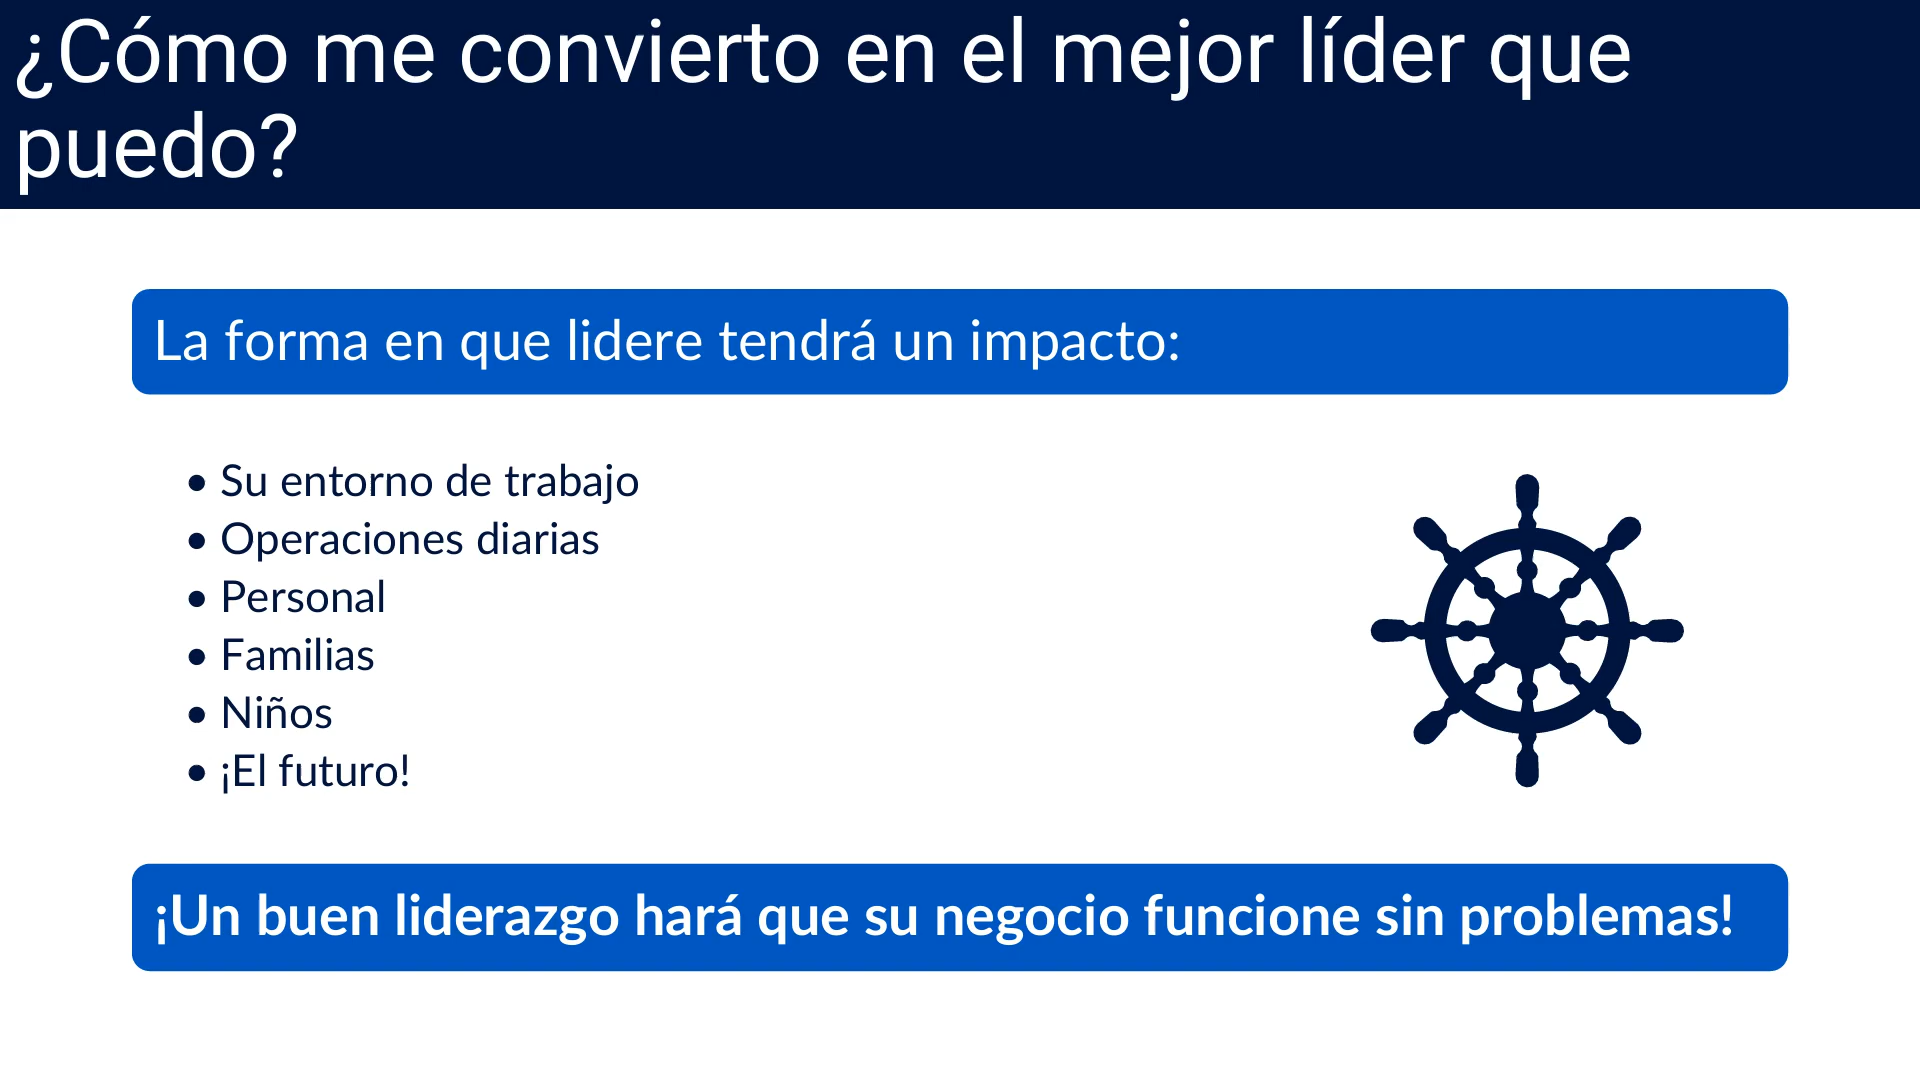 ¿Cómo me convierto en el mejor líder que
puedo?
La forma en que lidere tendrá un impacto:
• Su entorno de trabajo
• Operaciones diarias
• Personal
• Familias
• Niños
• ¡El futuro!
¡Un buen liderazgo hará que su negocio funcione sin problemas!